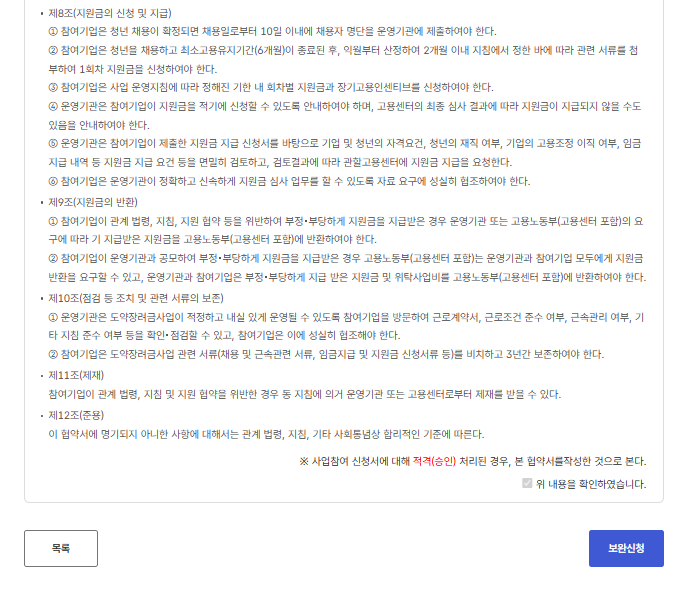 • 제8조(지원금의 신청 및 지급)
① 참여기업은 청년 채용이 확정되면 채용일로부터 10일 이내에 채용자 명단을 운영기관에 제출하여야 한다.
② 참여기업은 청년을 채용하고 최소고용유지기간(6개월)이 종료된 후, 익월부터 산정하여 2개월 이내 지침에서 정한 바에 따라 관련 서류를 첨
부하여 1회차 지원금을 신청하여야 한다.
③ 참여기업은 사업 운영지침에 따라 정해진 기한 내 회차별 지원금과 장기고용인센티브를 신청하여야 한다.
④ 운영기관은 참여기업이 지원금을 적기에 신청할 수 있도록 안내하여야 하며, 고용센터의 최종 심사 결과에 따라 지원금이 지급되지 않을 수도
있음을 안내하여야 한다.
⑤ 운영기관은 참여기업이 제출한 지원금 지급 신청서를 바탕으로 기업 및 청년의 자격요건, 청년의 재직 여부, 기업의 고용조정 이직 여부, 임금
지급 내역 등 지원금 지급 요건 등을 면밀히 검토하고, 검토결과에 따라 관할고용센터에 지원금 지급을 요청한다.
⑥ 참여기업은 운영기관이 정확하고 신속하게 지원금 심사 업무를 할 수 있도록 자료 요구에 성실히 협조하여야 한다.
• 제9조(지원금의 반환)
① 참여기업이 관계 법령, 지침, 지원 협약 등을 위반하여 부정•부당하게 지원금을 지급받은 경우 운영기관 또는 고용노동부(고용센터 포함)의 요
구에 따라 기 지급받은 지원금을 고용노동부(고용센터 포함)에 반환하여야 한다.
② 참여기업이 운영기관과 공모하여 부정•부당하게 지원금을 지급받은 경우 고용노동부(고용센터 포함)는 운영기관과 참여기업 모두에게 지원금
반환을 요구할 수 있고, 운영기관과 참여기업은 부정•부당하게 지급 받은 지원금 및 위탁사업비를 고용노동부(고용센터 포함)에 반환하여야 한다.
• 제10조(점검 등 조치 및 관련 서류의 보존)
① 운영기관은 도약장려금사업이 적정하고 내실 있게 운영될 수 있도록 참여기업을 방문하여 근로계약서, 근로조건 준수 여부, 근속관리 여부, 기
타 지침 준수 여부 등을 확인•점검할 수 있고, 참여기업은 이에 성실히 협조해야 한다.
② 참여기업은 도약장려금사업 관련 서류(채용 및 근속관련 서류, 임금지급 및 지원금 신청서류 등)를 비치하고 3년간 보존하여야 한다.
• 제11조(제재)
참여기업이 관계 법령, 지침 및 지원 협약을 위반한 경우 동 지침에 의거 운영기관 또는 고용센터로부터 제재를 받을 수 있다.
• 제12조(준용)
이 협약서에 명기되지 아니한 사항에 대해서는 관계 법령, 지침, 기타 사회통념상 합리적인 기준에 따른다.
※ 사업참여 신청서에 대해 적격(승인) 처리된 경우, 본 협약서를작성한 것으로 본다.
위 내용을 확인하였습니다.
목록
보완신청